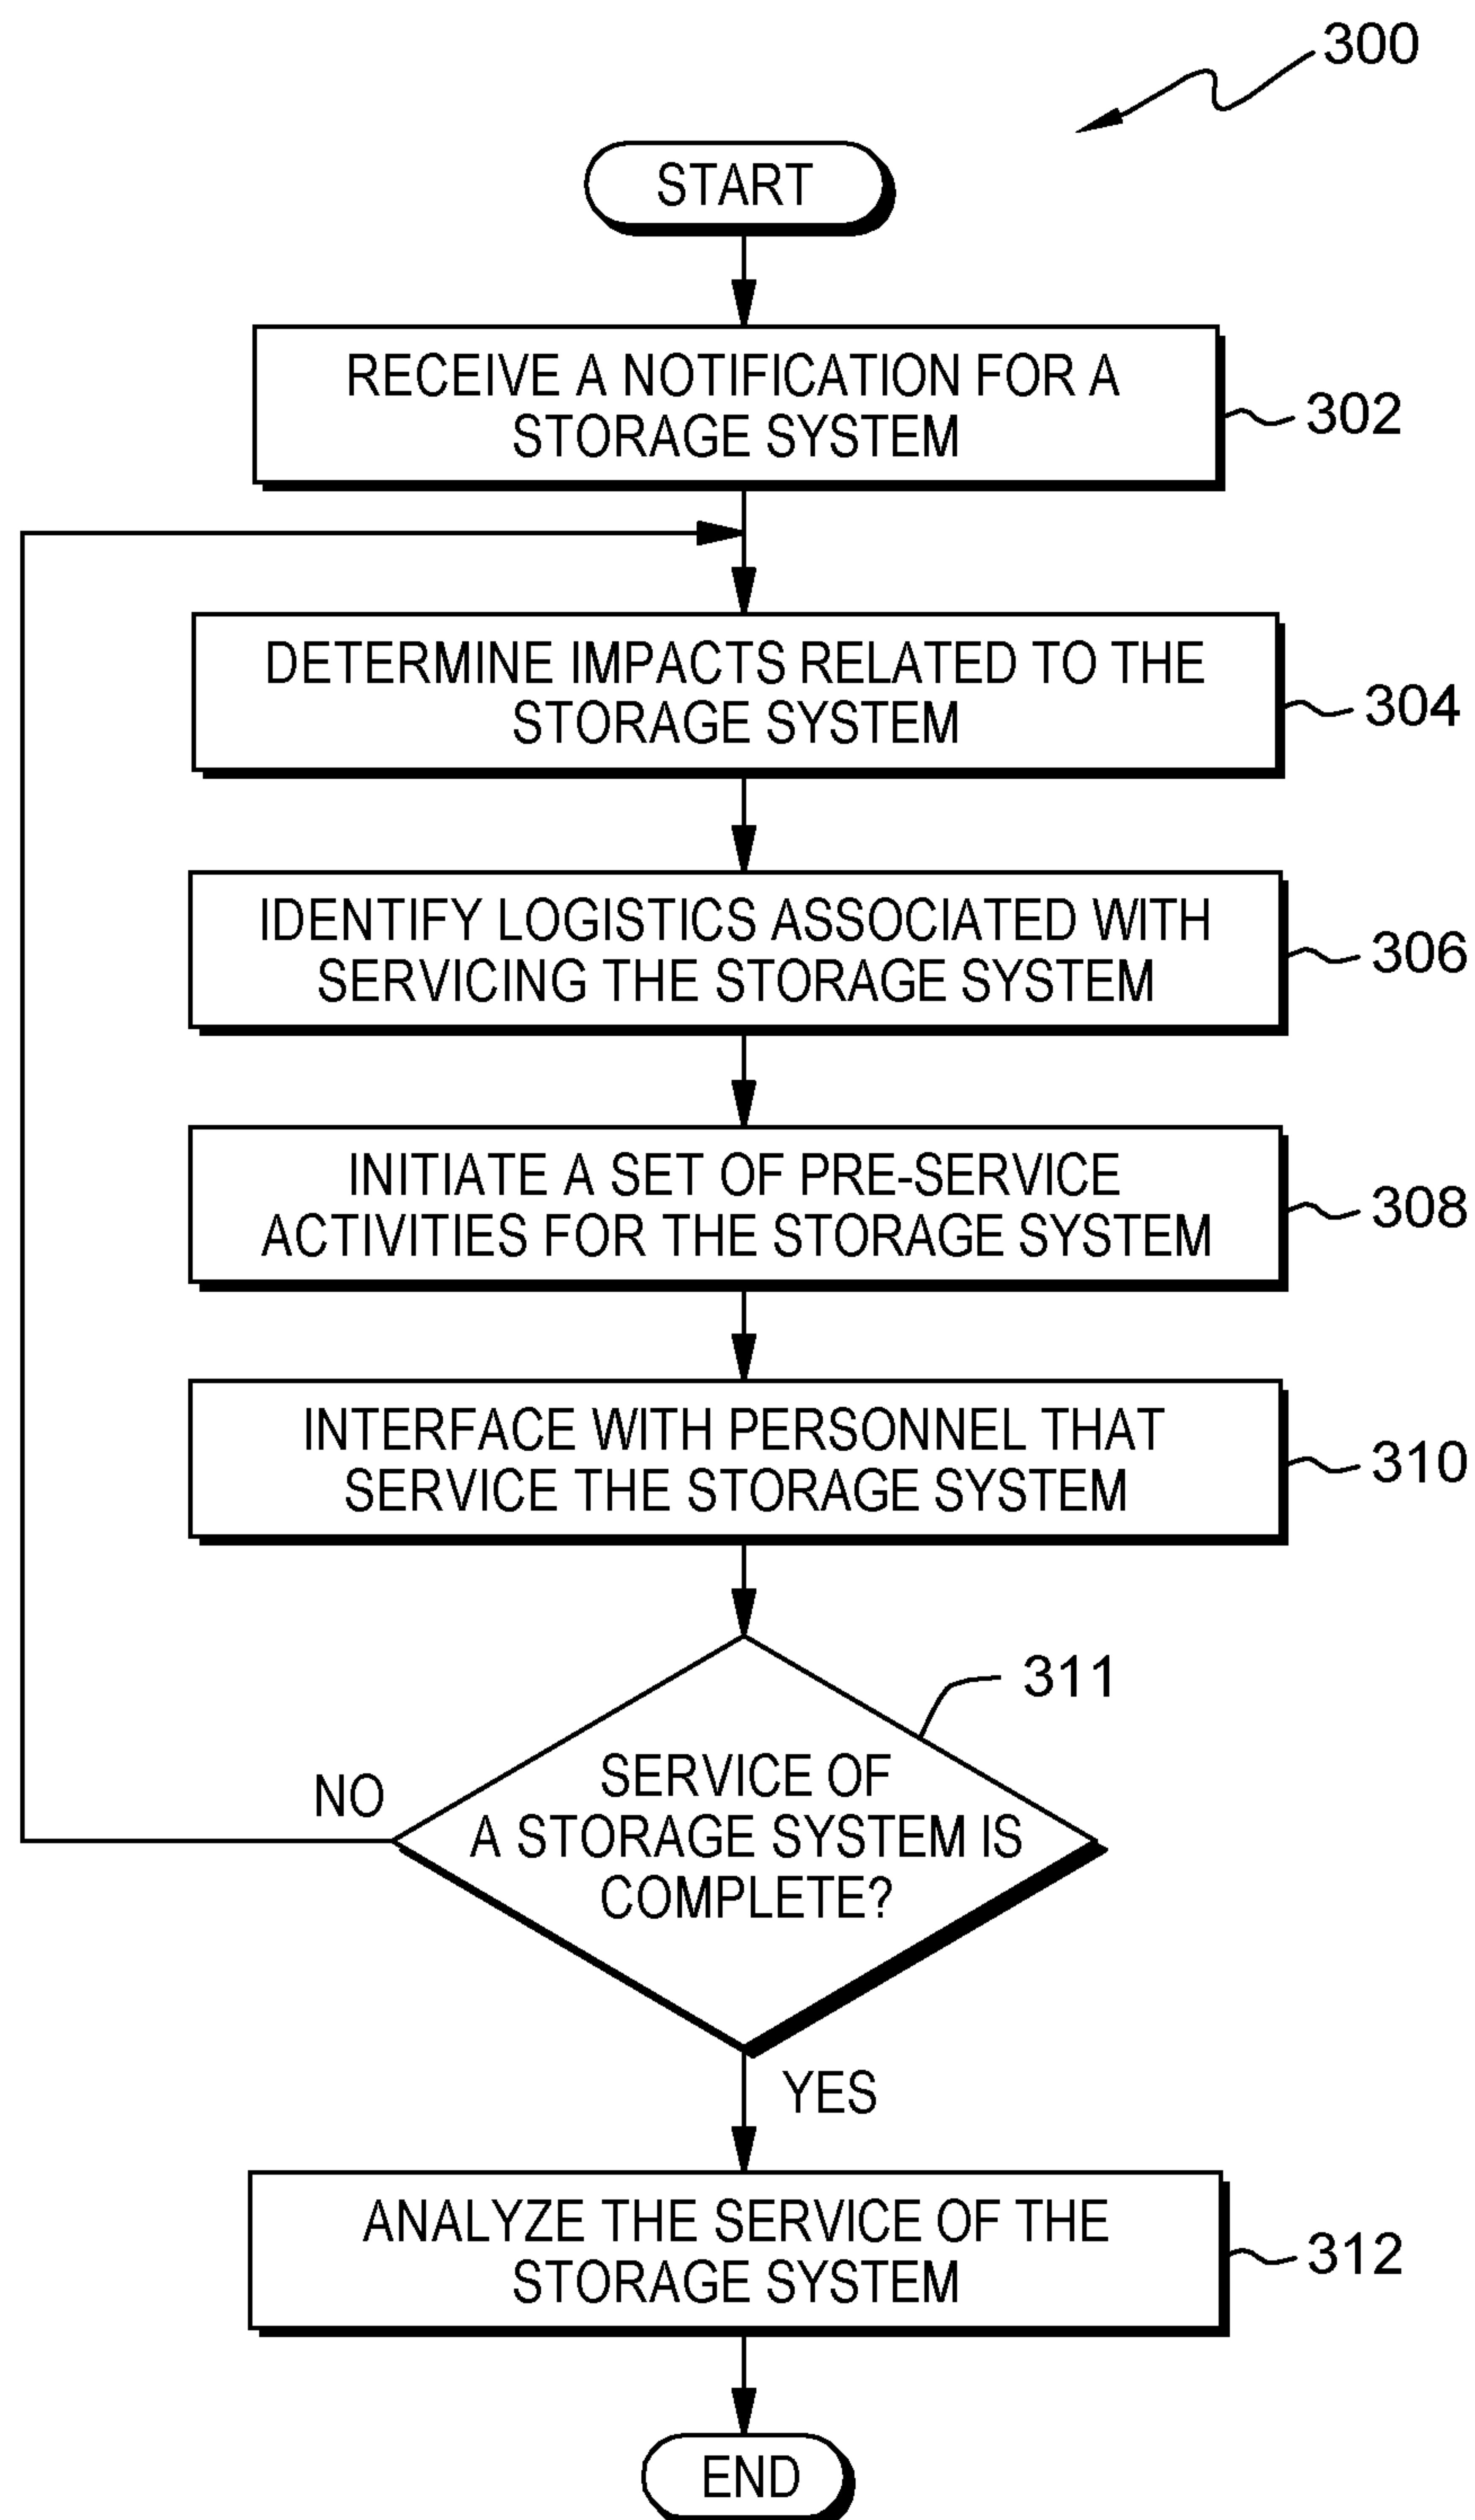 300
START
RECEIVE A NOTIFICATION FOR A
STORAGE SYSTEM
302
DETERMINE IMPACTS RELATED TO THE
STORAGE SYSTEM
304
IDENTIFY LOGISTICS ASSOCIATED WITH
SERVICING THE STORAGE SYSTEM
306
INITIATE A SET OF PRE-SERVICE
ACTIVITIES FOR THE STORAGE SYSTEM
308
INTERFACE WITH PERSONNEL THAT
SERVICE THE STORAGE SYSTEM
310
311
SERVICE OF
A STORAGE SYSTEM IS
COMPLETE?
NO
YES
ANALYZE THE SERVICE OF THE
STORAGE SYSTEM
312
END